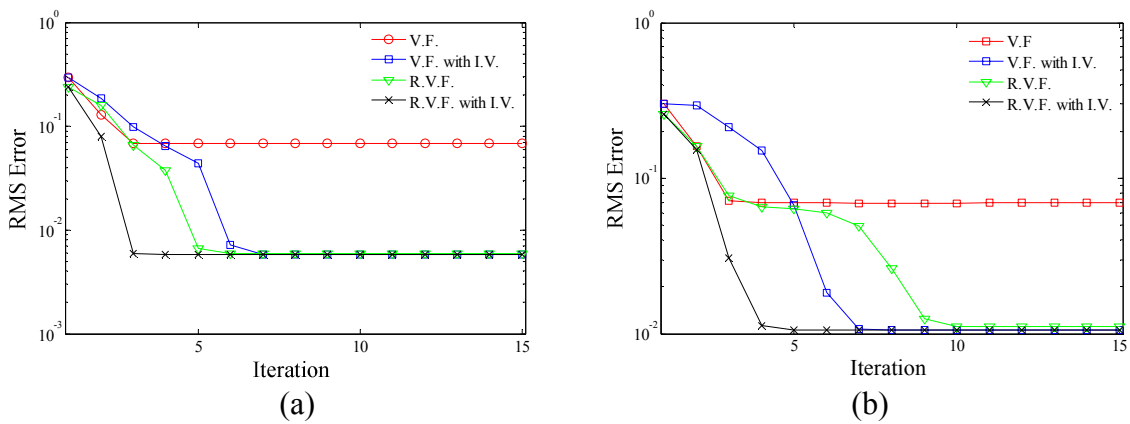 10^0
10^-1
10^-2
10^-3
RMS Error
V.F.
V.F. with I.V.
R.V.F.
R.V.F. with I.V.
5
10
15
Iteration
(a)
10^0
10^-1
10^-2
RMS Error
V.F
V.F. with I.V.
R.V.F.
R.V.F. with I.V.
5
10
15
Iteration
(b)